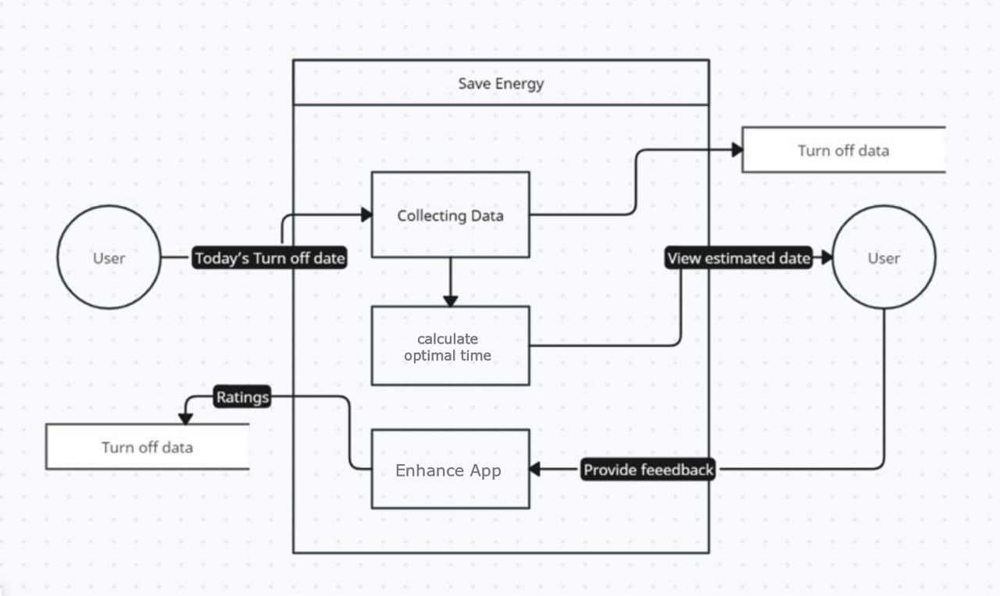 Save Energy
Turn off data
Collecting Data
User
Today’s Turn off date
View estimated date
User
calculate
optimal time
Ratings
Turn off data
Enhance App
Provide feeedback